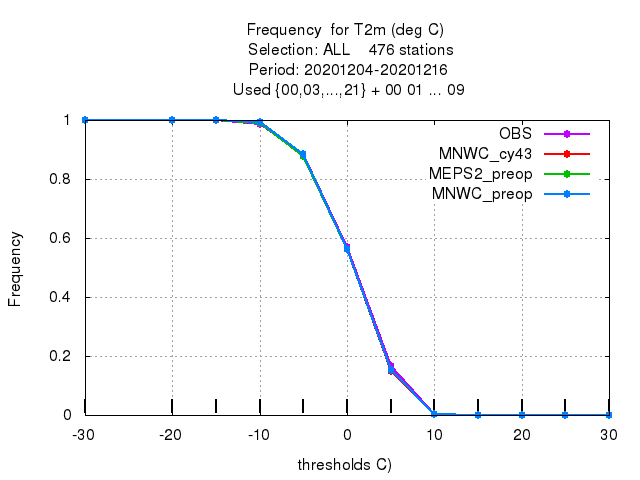 Frequency  for T2m (deg C)
Selection: ALL    476 stations
Period: 20201204-20201216
Used {00,03,...,21} + 00 01 ... 09
OBS
MNWC_cy43
MEPS2_preop
MNWC_preop
1
0.8
0.6
0.4
0.2
0
Frequency
-30
-20
-10
0
10
20
30
thresholds C)